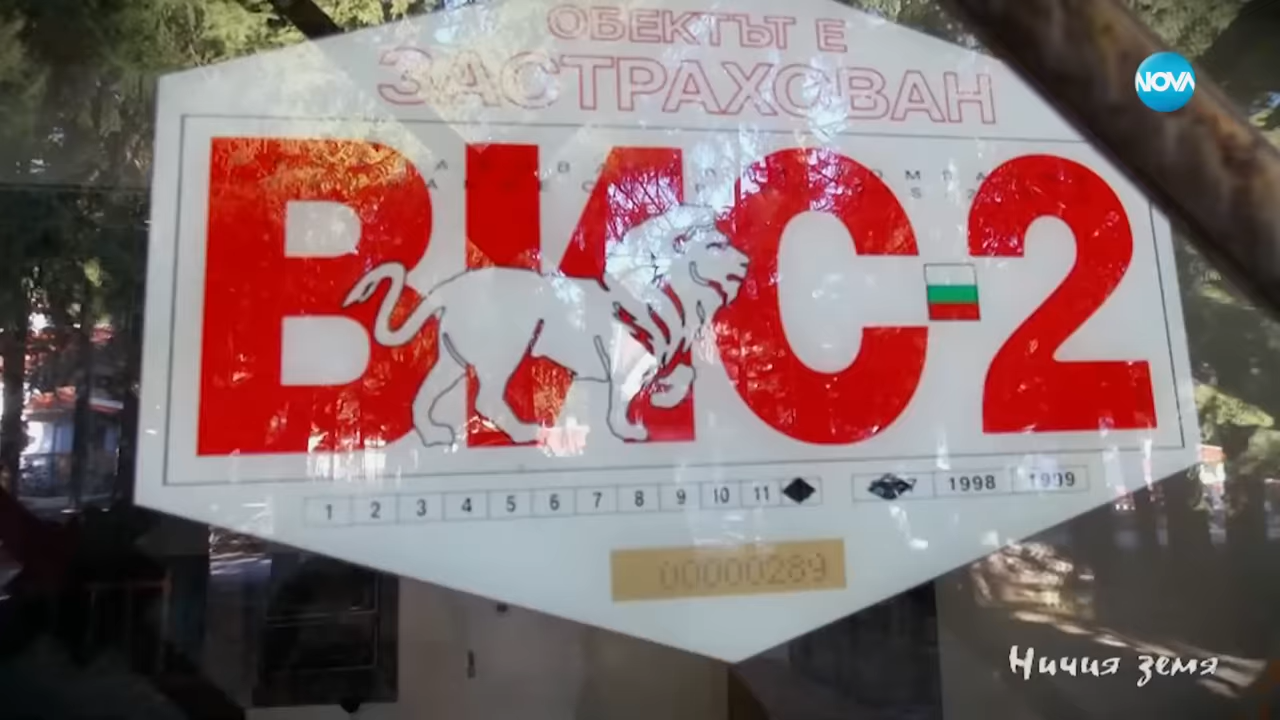 ОБЕКТЪТ Е
ЗАСТРАХОВАН
NOVA
ВИС-2
1 2 3 4 5 6 7 8 9 10 11
1998 1999
00000289
Ничия земя